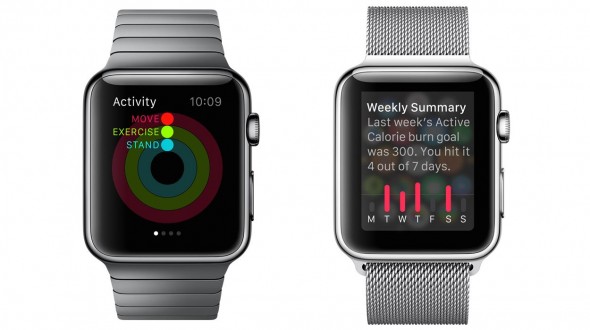 Activity 10:09
MOVE
EXERCISE
STAND
Weekly Summary
Last week's Active
Calorie burn goal
was 300. You hit it
4 out of 7 days.
M T W T F S S